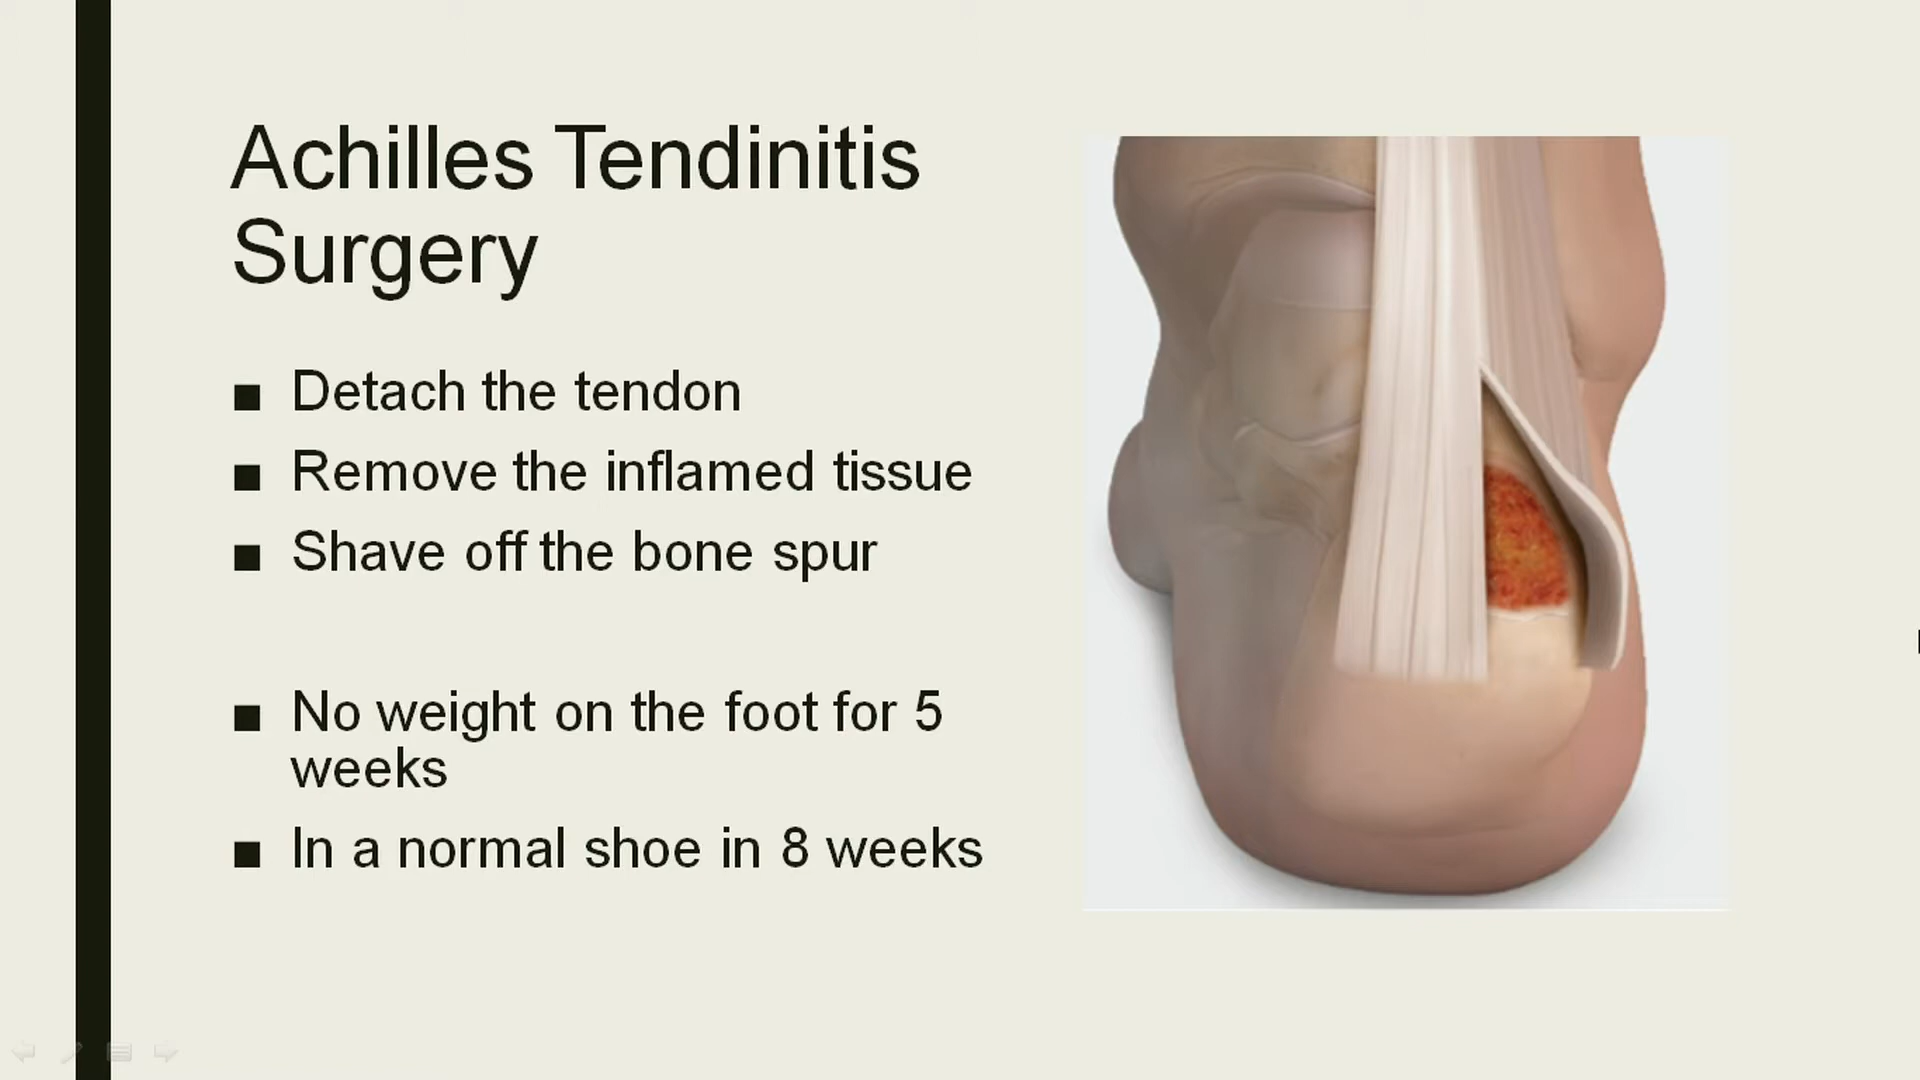 Achilles Tendinitis
Surgery
■ Detach the tendon
■ Remove the inflamed tissue
■ Shave off the bone spur
■ No weight on the foot for 5
weeks
■ In a normal shoe in 8 weeks